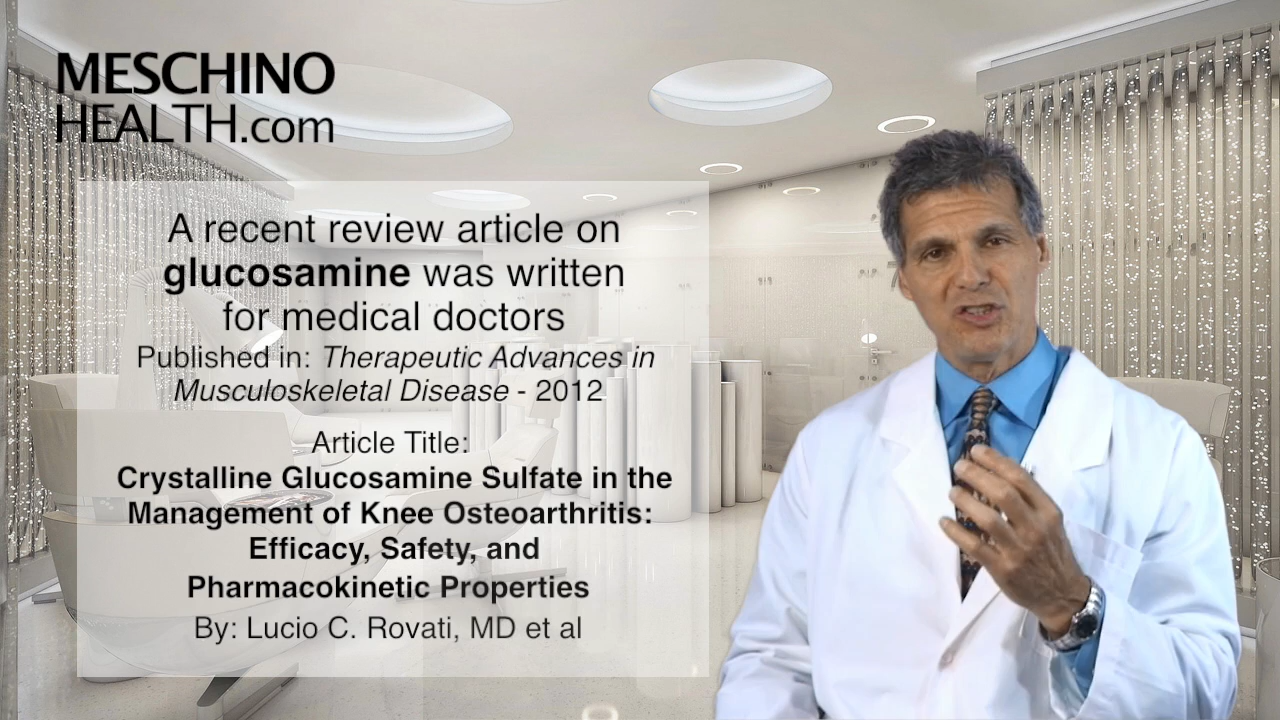 MESCHINO
HEALTH.com
A recent review article on
glucosamine was written
for medical doctors
Published in: Therapeutic Advances in
Musculoskeletal Disease - 2012
Article Title:
Crystalline Glucosamine Sulfate in the
Management of Knee Osteoarthritis:
Efficacy, Safety, and
Pharmacokinetic Properties
By: Lucio C. Rovati, MD et al